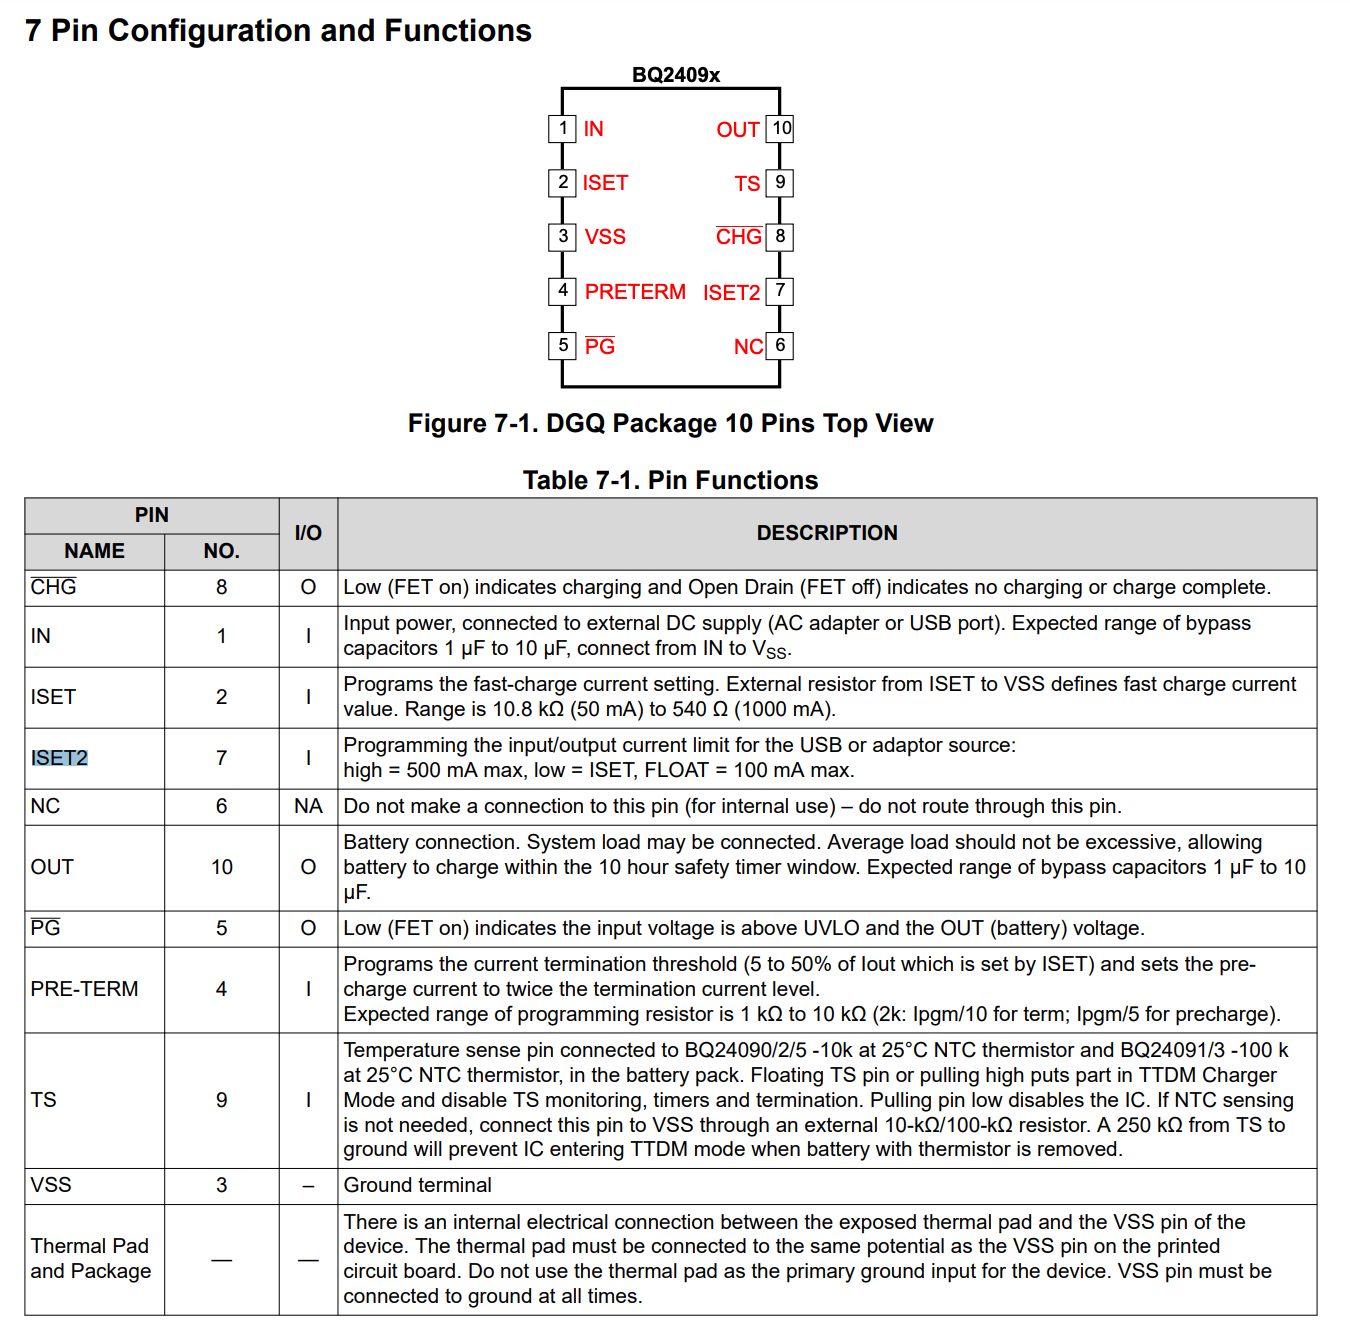 7 Pin Configuration and Functions
BQ2409x
1 IN OUT 10
2 ISET TS 9
3 VSS CHG 8
4 PRETERM ISET2 7
5 PG NC 6
Figure 7-1. DGQ Package 10 Pins Top View
Table 7-1. Pin Functions
PIN I/O DESCRIPTION
NAME NO.
CHG 8 O Low (FET on) indicates charging and Open Drain (FET off) indicates no charging or charge complete.
IN 1 I Input power, connected to external DC supply (AC adapter or USB port). Expected range of bypass
capacitors 1 μF to 10 μF, connect from IN to VSS.
ISET 2 I Programs the fast-charge current setting. External resistor from ISET to VSS defines fast charge current
value. Range is 10.8 kΩ (50 mA) to 540 Ω (1000 mA).
ISET2 7 I Programming the input/output current limit for the USB or adaptor source:
high = 500 mA max, low = ISET, FLOAT = 100 mA max.
NC 6 NA Do not make a connection to this pin (for internal use) – do not route through this pin.
OUT 10 O Battery connection. System load may be connected. Average load should not be excessive, allowing
battery to charge within the 10 hour safety timer window. Expected range of bypass capacitors 1 μF to 10
μF.
PG 5 O Low (FET on) indicates the input voltage is above UVLO and the OUT (battery) voltage.
PRE-TERM 4 I Programs the current termination threshold (5 to 50% of Iout which is set by ISET) and sets the pre-
charge current to twice the termination current level.
Expected range of programming resistor is 1 kΩ to 10 kΩ (2k: Ipgm/10 for term; Ipgm/5 for precharge).
TS 9 I Temperature sense pin connected to BQ24090/2/5 -10k at 25°C NTC thermistor and BQ24091/3 -100 k
at 25°C NTC thermistor, in the battery pack. Floating TS pin or pulling high puts part in TTDM Charger
Mode and disable TS monitoring, timers and termination. Pulling pin low disables the IC. If NTC sensing
is not needed, connect this pin to VSS through an external 10-kΩ/100-kΩ resistor. A 250 kΩ from TS to
ground will prevent IC entering TTDM mode when battery with thermistor is removed.
VSS 3 – Ground terminal
Thermal Pad and Package — — There is an internal electrical connection between the exposed thermal pad and the VSS pin of the
device. The thermal pad must be connected to the same potential as the VSS pin on the printed
circuit board. Do not use the thermal pad as the primary ground input for the device. VSS pin must be
connected to ground at all times.